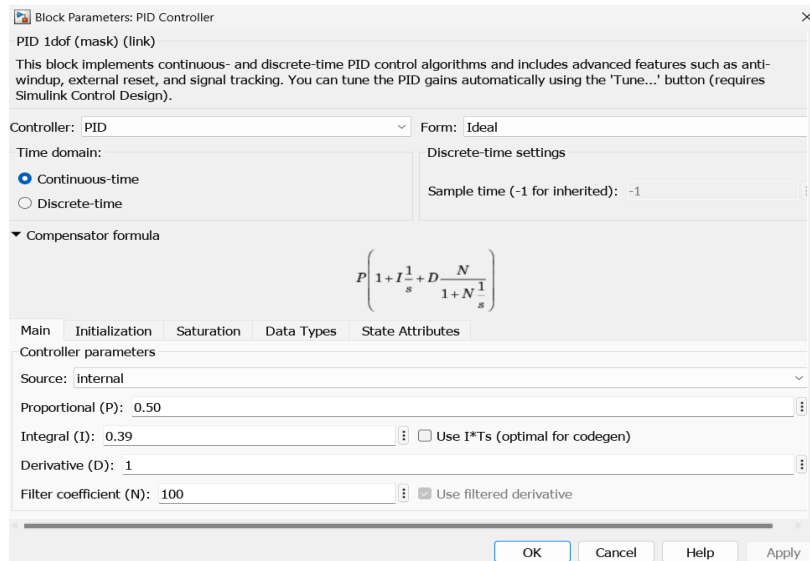 Block Parameters: PID Controller
PID 1dof (mask) (link)
This block implements continuous- and discrete-time PID control algorithms and includes advanced features such as anti-
windup, external reset, and signal tracking. You can tune the PID gains automatically using the 'Tune...' button (requires
Simulink Control Design).
Controller: PID
Form: Ideal
Time domain:
Continuous-time
Discrete-time
Discrete-time settings
Sample time (-1 for inherited): -1
Compensator formula
P(1+I\frac{1}{s}+D\frac{N}{1+N\frac{1}{s}})
Main Initialization Saturation Data Types State Attributes
Controller parameters
Source: internal
Proportional (P): 0.50
Integral (I): 0.39 Use I*Ts (optimal for codegen)
Derivative (D): 1
Filter coefficient (N): 100 Use filtered derivative
OK Cancel Help Apply